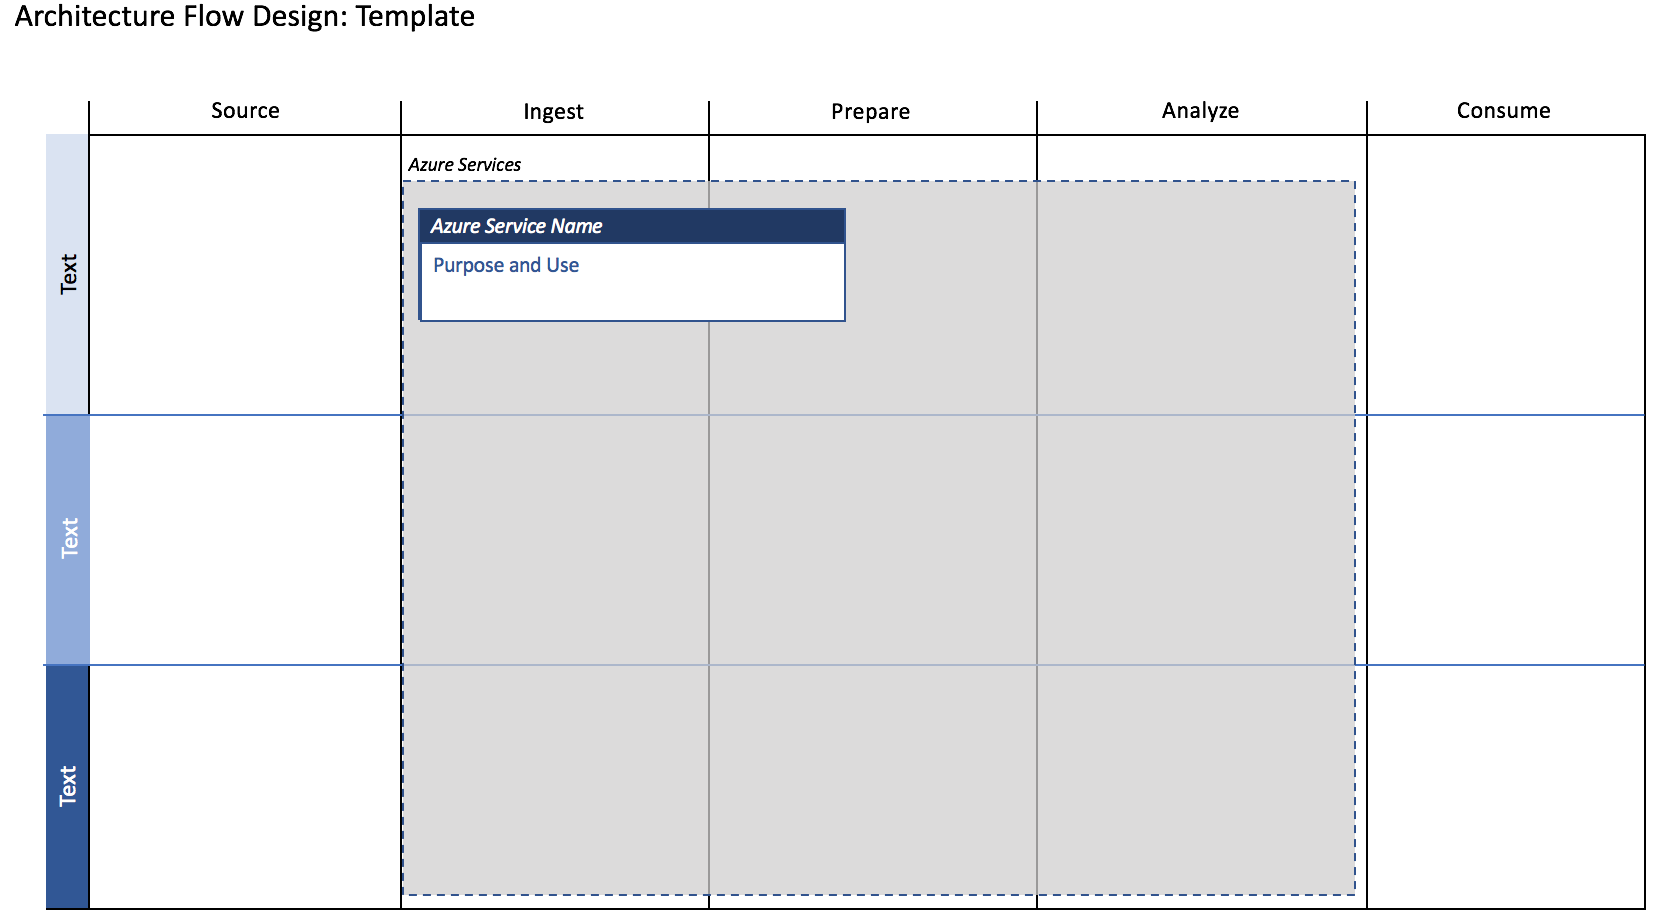 Architecture Flow Design: Template
Source
Ingest
Prepare
Analyze
Consume
Azure Services
Azure Service Name
Purpose and Use
Text
Text
Text